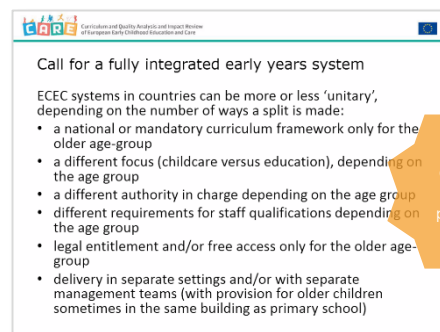 CARE
Curriculum and Quality Analysis and Impact Review
of European Early Childhood Education and Care
Call for a fully integrated early years system
ECEC systems in countries can be more or less ‘unitary’,
depending on the number of ways a split is made:
• a national or mandatory curriculum framework only for the
older age-group
• a different focus (childcare versus education), depending on
the age group
• a different authority in charge depending on the age group
• different requirements for staff qualifications depending on
the age group
• legal entitlement and/or free access only for the older age-
group
• delivery in separate settings and/or with separate
management teams (with provision for older children
sometimes in the same building as primary school)